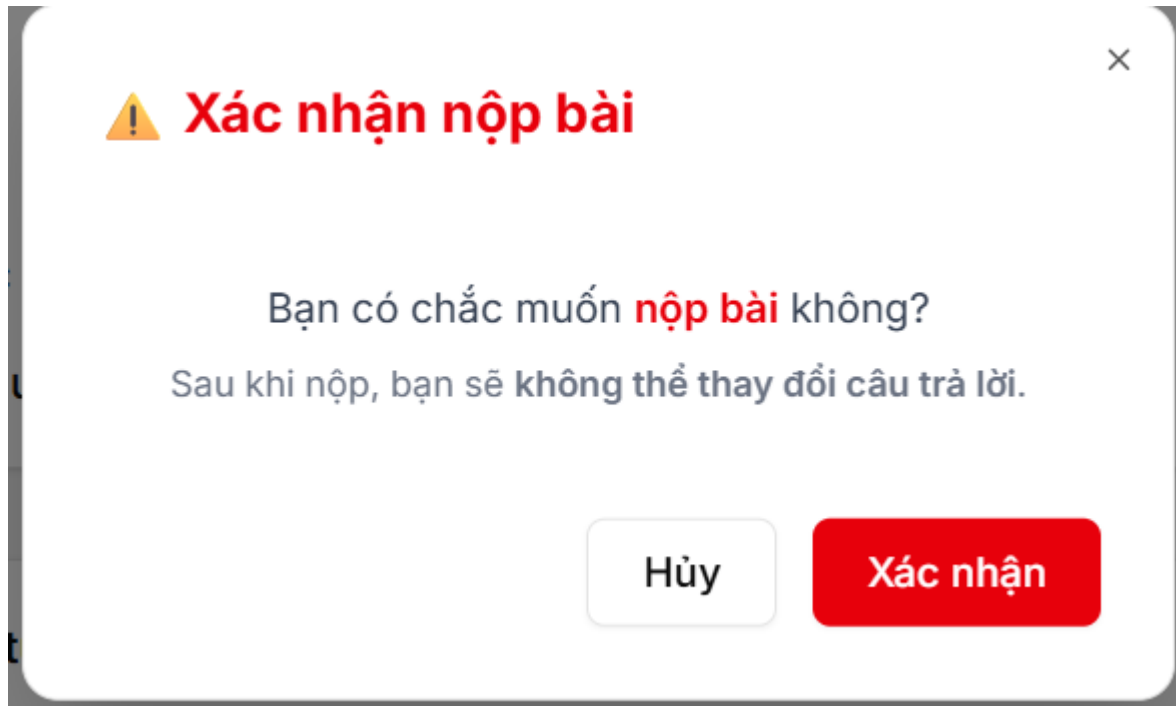 Xác nhận nộp bài
Bạn có chắc muốn nộp bài không?
Sau khi nộp, bạn sẽ không thể thay đổi câu trả lời.
Hủy
Xác nhận